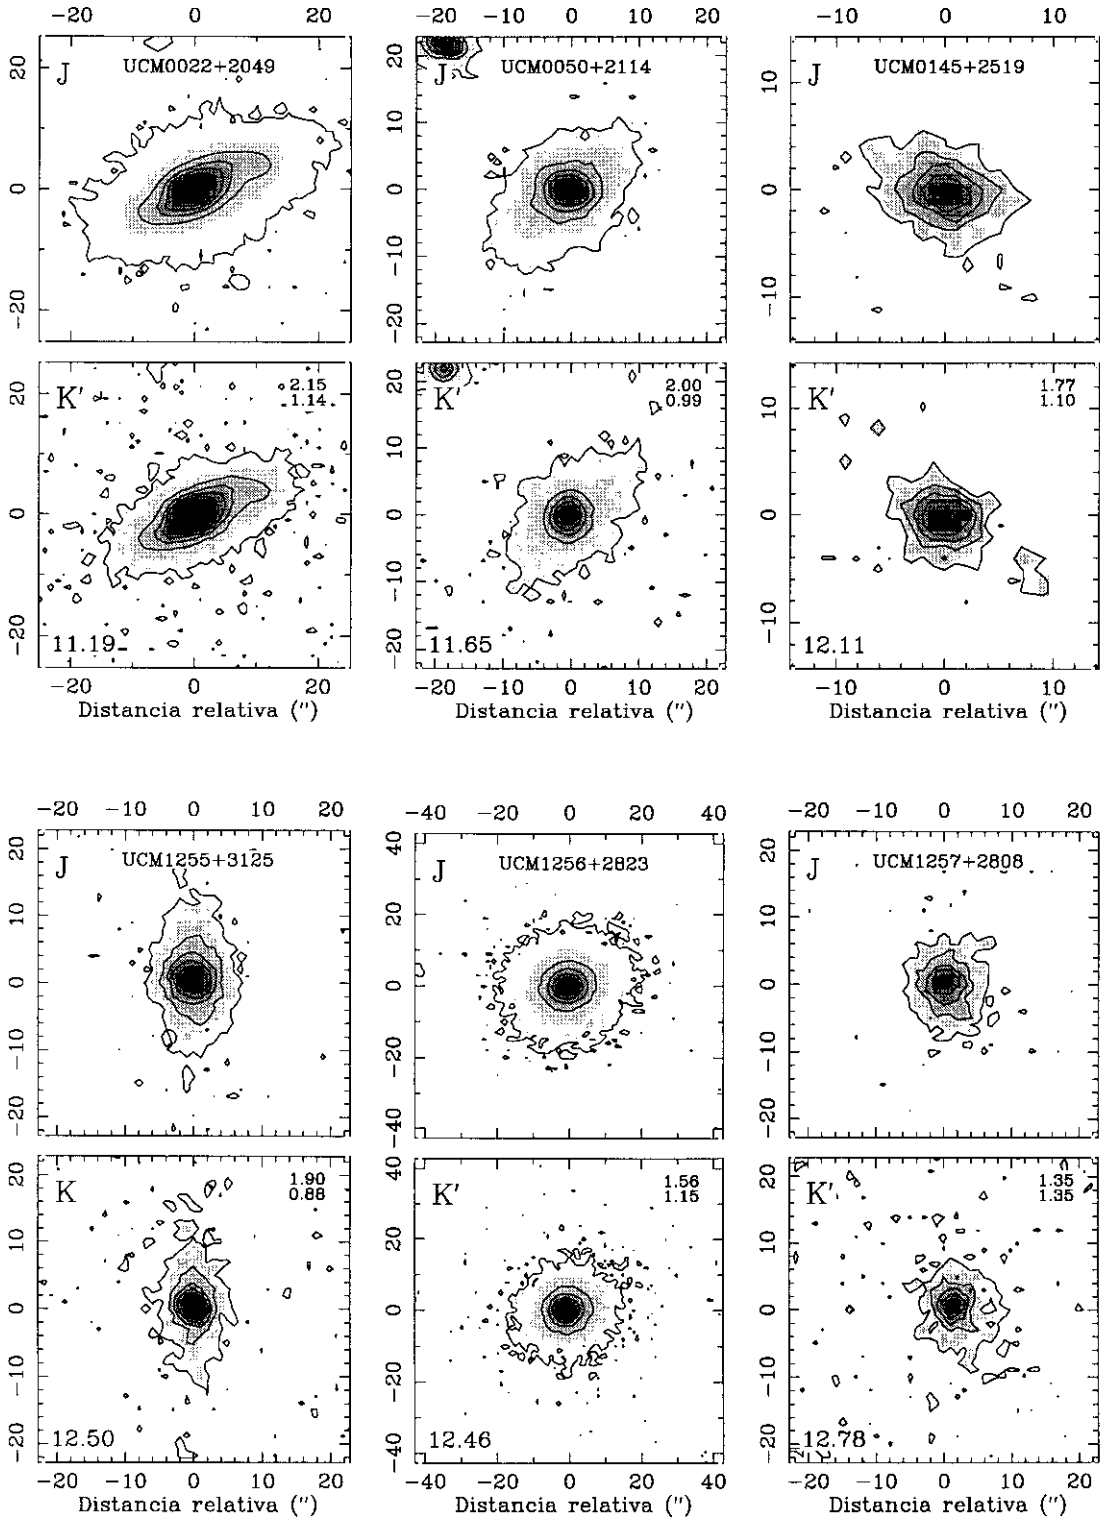 −20 0 20
−20 −10 0 10 20
−10 0 10
J UCM0022+2049
20
0
−20
J UCM0050+2114
20
10
0
−10
−20
J UCM0145+2519
10
0
−10
K' 2.15
1.14
20
0
−20
11.19
K' 2.00
0.99
20
10
0
−10
−20
11.65
K' 1.77
1.10
10
0
−10
12.11
−20 0 20
−20 −10 0 10 20
−10 0 10
Distancia relativa (")
Distancia relativa (")
Distancia relativa (")
−20 −10 0 10 20
−40 −20 0 20 40
−20 −10 0 10 20
J UCM1255+3125
20
10
0
−10
−20
J UCM1256+2823
40
20
0
−20
−40
J UCM1257+2808
20
10
0
−10
−20
K 1.90
0.88
20
10
0
−10
−20
12.50
K' 1.56
1.15
40
20
0
−20
−40
12.46
K' 1.35
1.35
20
10
0
−10
−20
12.78
−20 −10 0 10 20
−40 −20 0 20 40
−20 −10 0 10 20
Distancia relativa (")
Distancia relativa (")
Distancia relativa (")